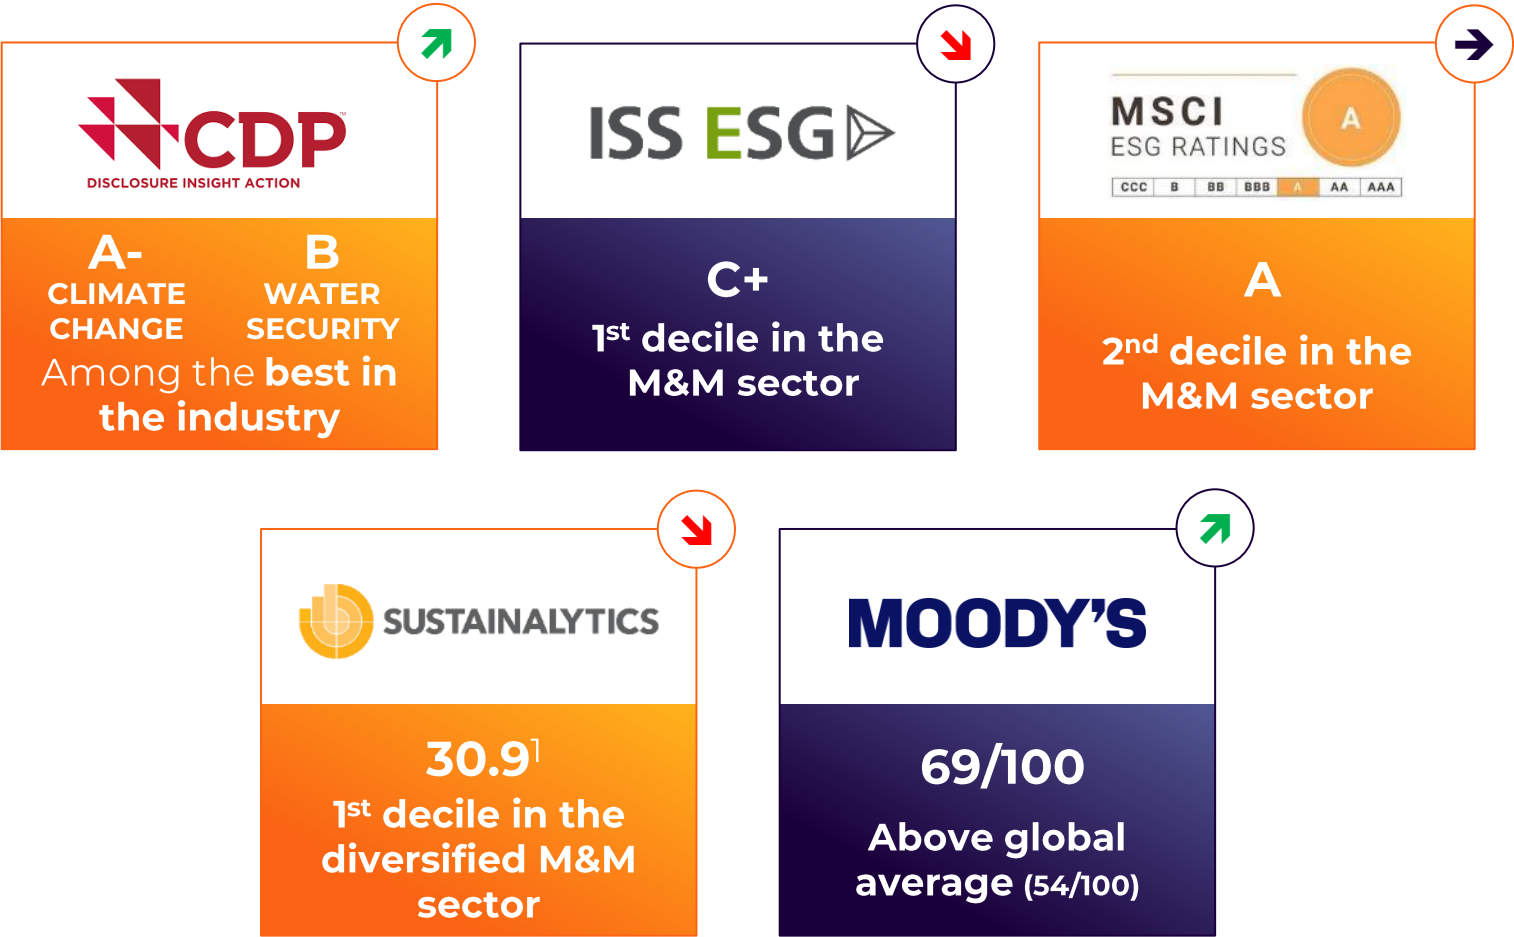 CDP™
DISCLOSURE INSIGHT ACTION
A-
CLIMATE
CHANGE
B
WATER
SECURITY
Among the best in
the industry
ISS ESG
C+
1st decile in the
M&M sector
MSCI
ESG RATINGS
A
CCC B BB BBB A AA AAA
A
2nd decile in the
M&M sector
SUSTAINALYTICS
30.91
1st decile in the
diversified M&M
sector
MOODY'S
69/100
Above global
average (54/100)